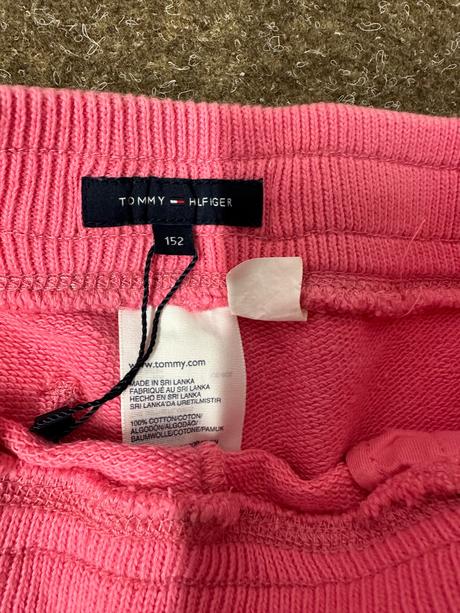 TOMMY HILFIGER
152
www.tommy.com
MADE IN SRI LANKA
FABRIQUÉ AU SRI LANKA
HECHO EN SRI LANKA
SRI LANKA'DA URETILMISTIR
100% COTTON/COTON/
ALGODÓN/ALGODÃO/
BAUMWOLLE/COTONE/PAMUK